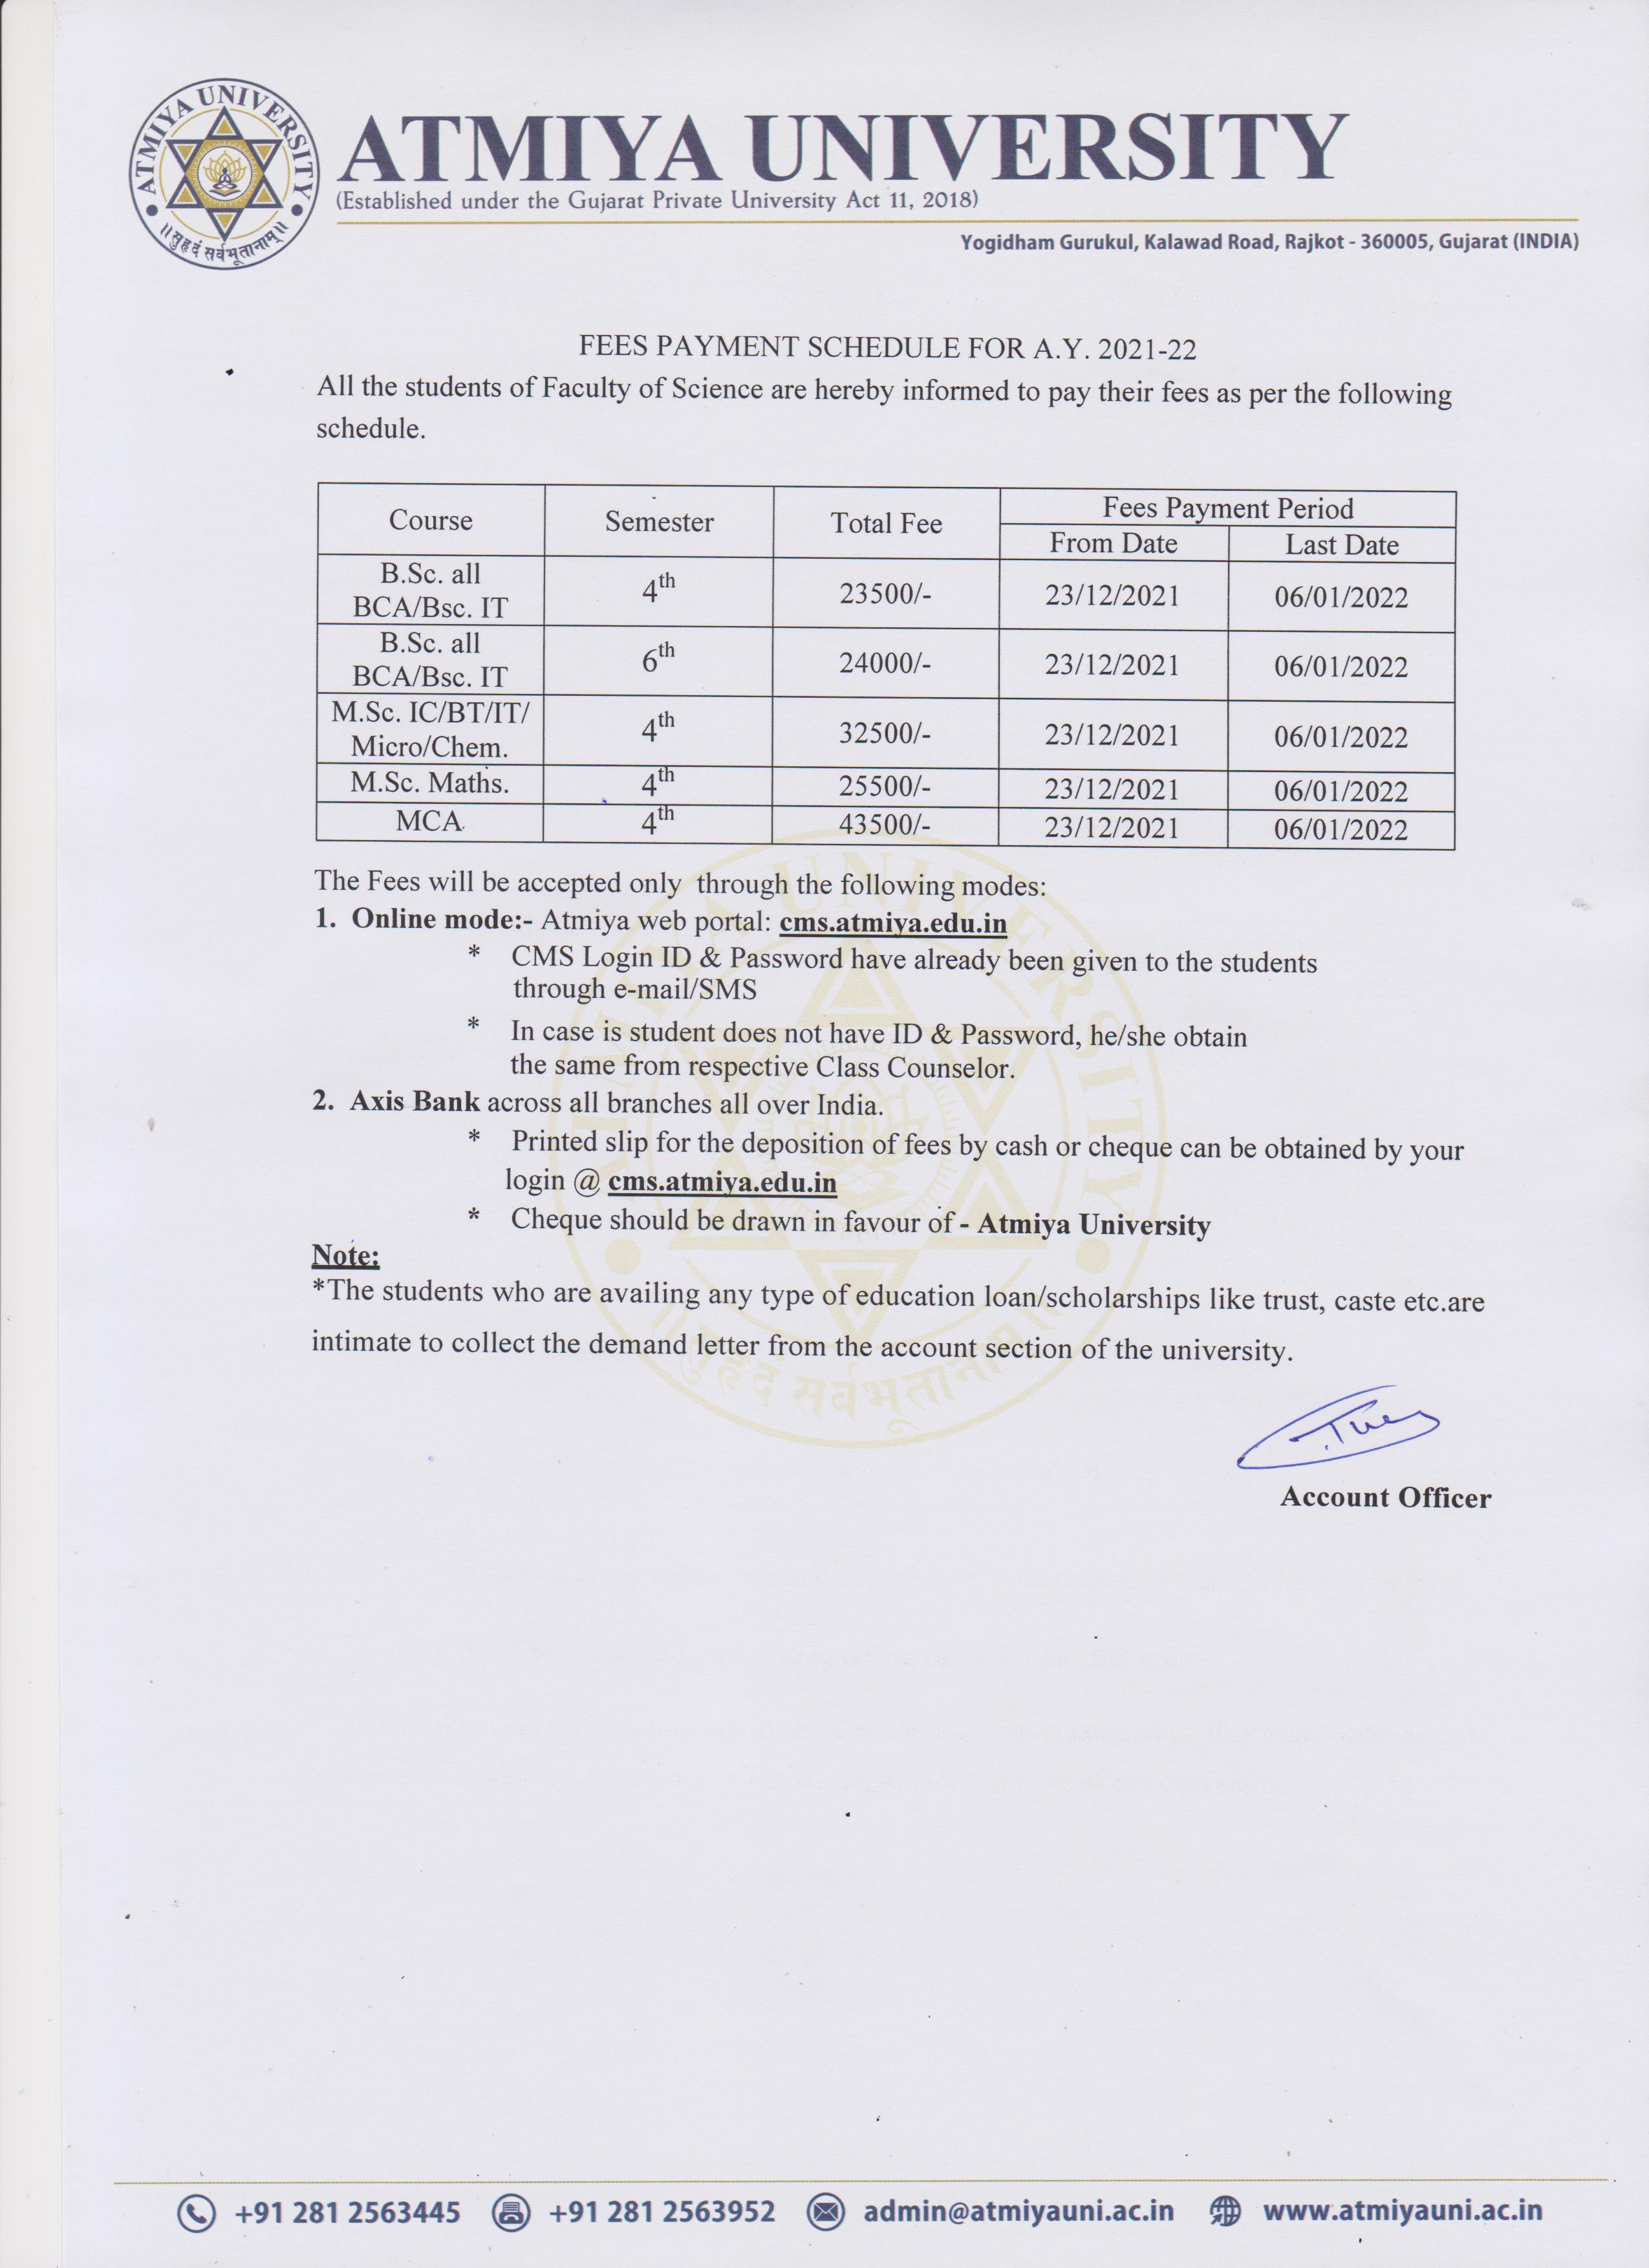 ATMIYA UNIVERSITY
॥ सुहृदं सर्वभूतानाम् ॥
ATMIYA UNIVERSITY
(Established under the Gujarat Private University Act 11, 2018)
Yogidham Gurukul, Kalawad Road, Rajkot - 360005, Gujarat (INDIA)
FEES PAYMENT SCHEDULE FOR A.Y. 2021-22
All the students of Faculty of Science are hereby informed to pay their fees as per the following
schedule.
Course Semester Total Fee Fees Payment Period
From Date Last Date
B.Sc. all
BCA/Bsc. IT 4th 23500/- 23/12/2021 06/01/2022
B.Sc. all
BCA/Bsc. IT 6th 24000/- 23/12/2021 06/01/2022
M.Sc. IC/BT/IT/
Micro/Chem. 4th 32500/- 23/12/2021 06/01/2022
M.Sc. Maths. 4th 25500/- 23/12/2021 06/01/2022
MCA 4th 43500/- 23/12/2021 06/01/2022
The Fees will be accepted only through the following modes:
1. Online mode:- Atmiya web portal: cms.atmiya.edu.in
* CMS Login ID & Password have already been given to the students
through e-mail/SMS
* In case is student does not have ID & Password, he/she obtain
the same from respective Class Counselor.
2. Axis Bank across all branches all over India.
* Printed slip for the deposition of fees by cash or cheque can be obtained by your
login @ cms.atmiya.edu.in
* Cheque should be drawn in favour of - Atmiya University
Note:
*The students who are availing any type of education loan/scholarships like trust, caste etc.are
intimate to collect the demand letter from the account section of the university.
Account Officer
+91 281 2563445 +91 281 2563952 admin@atmiyauni.ac.in www.atmiyauni.ac.in